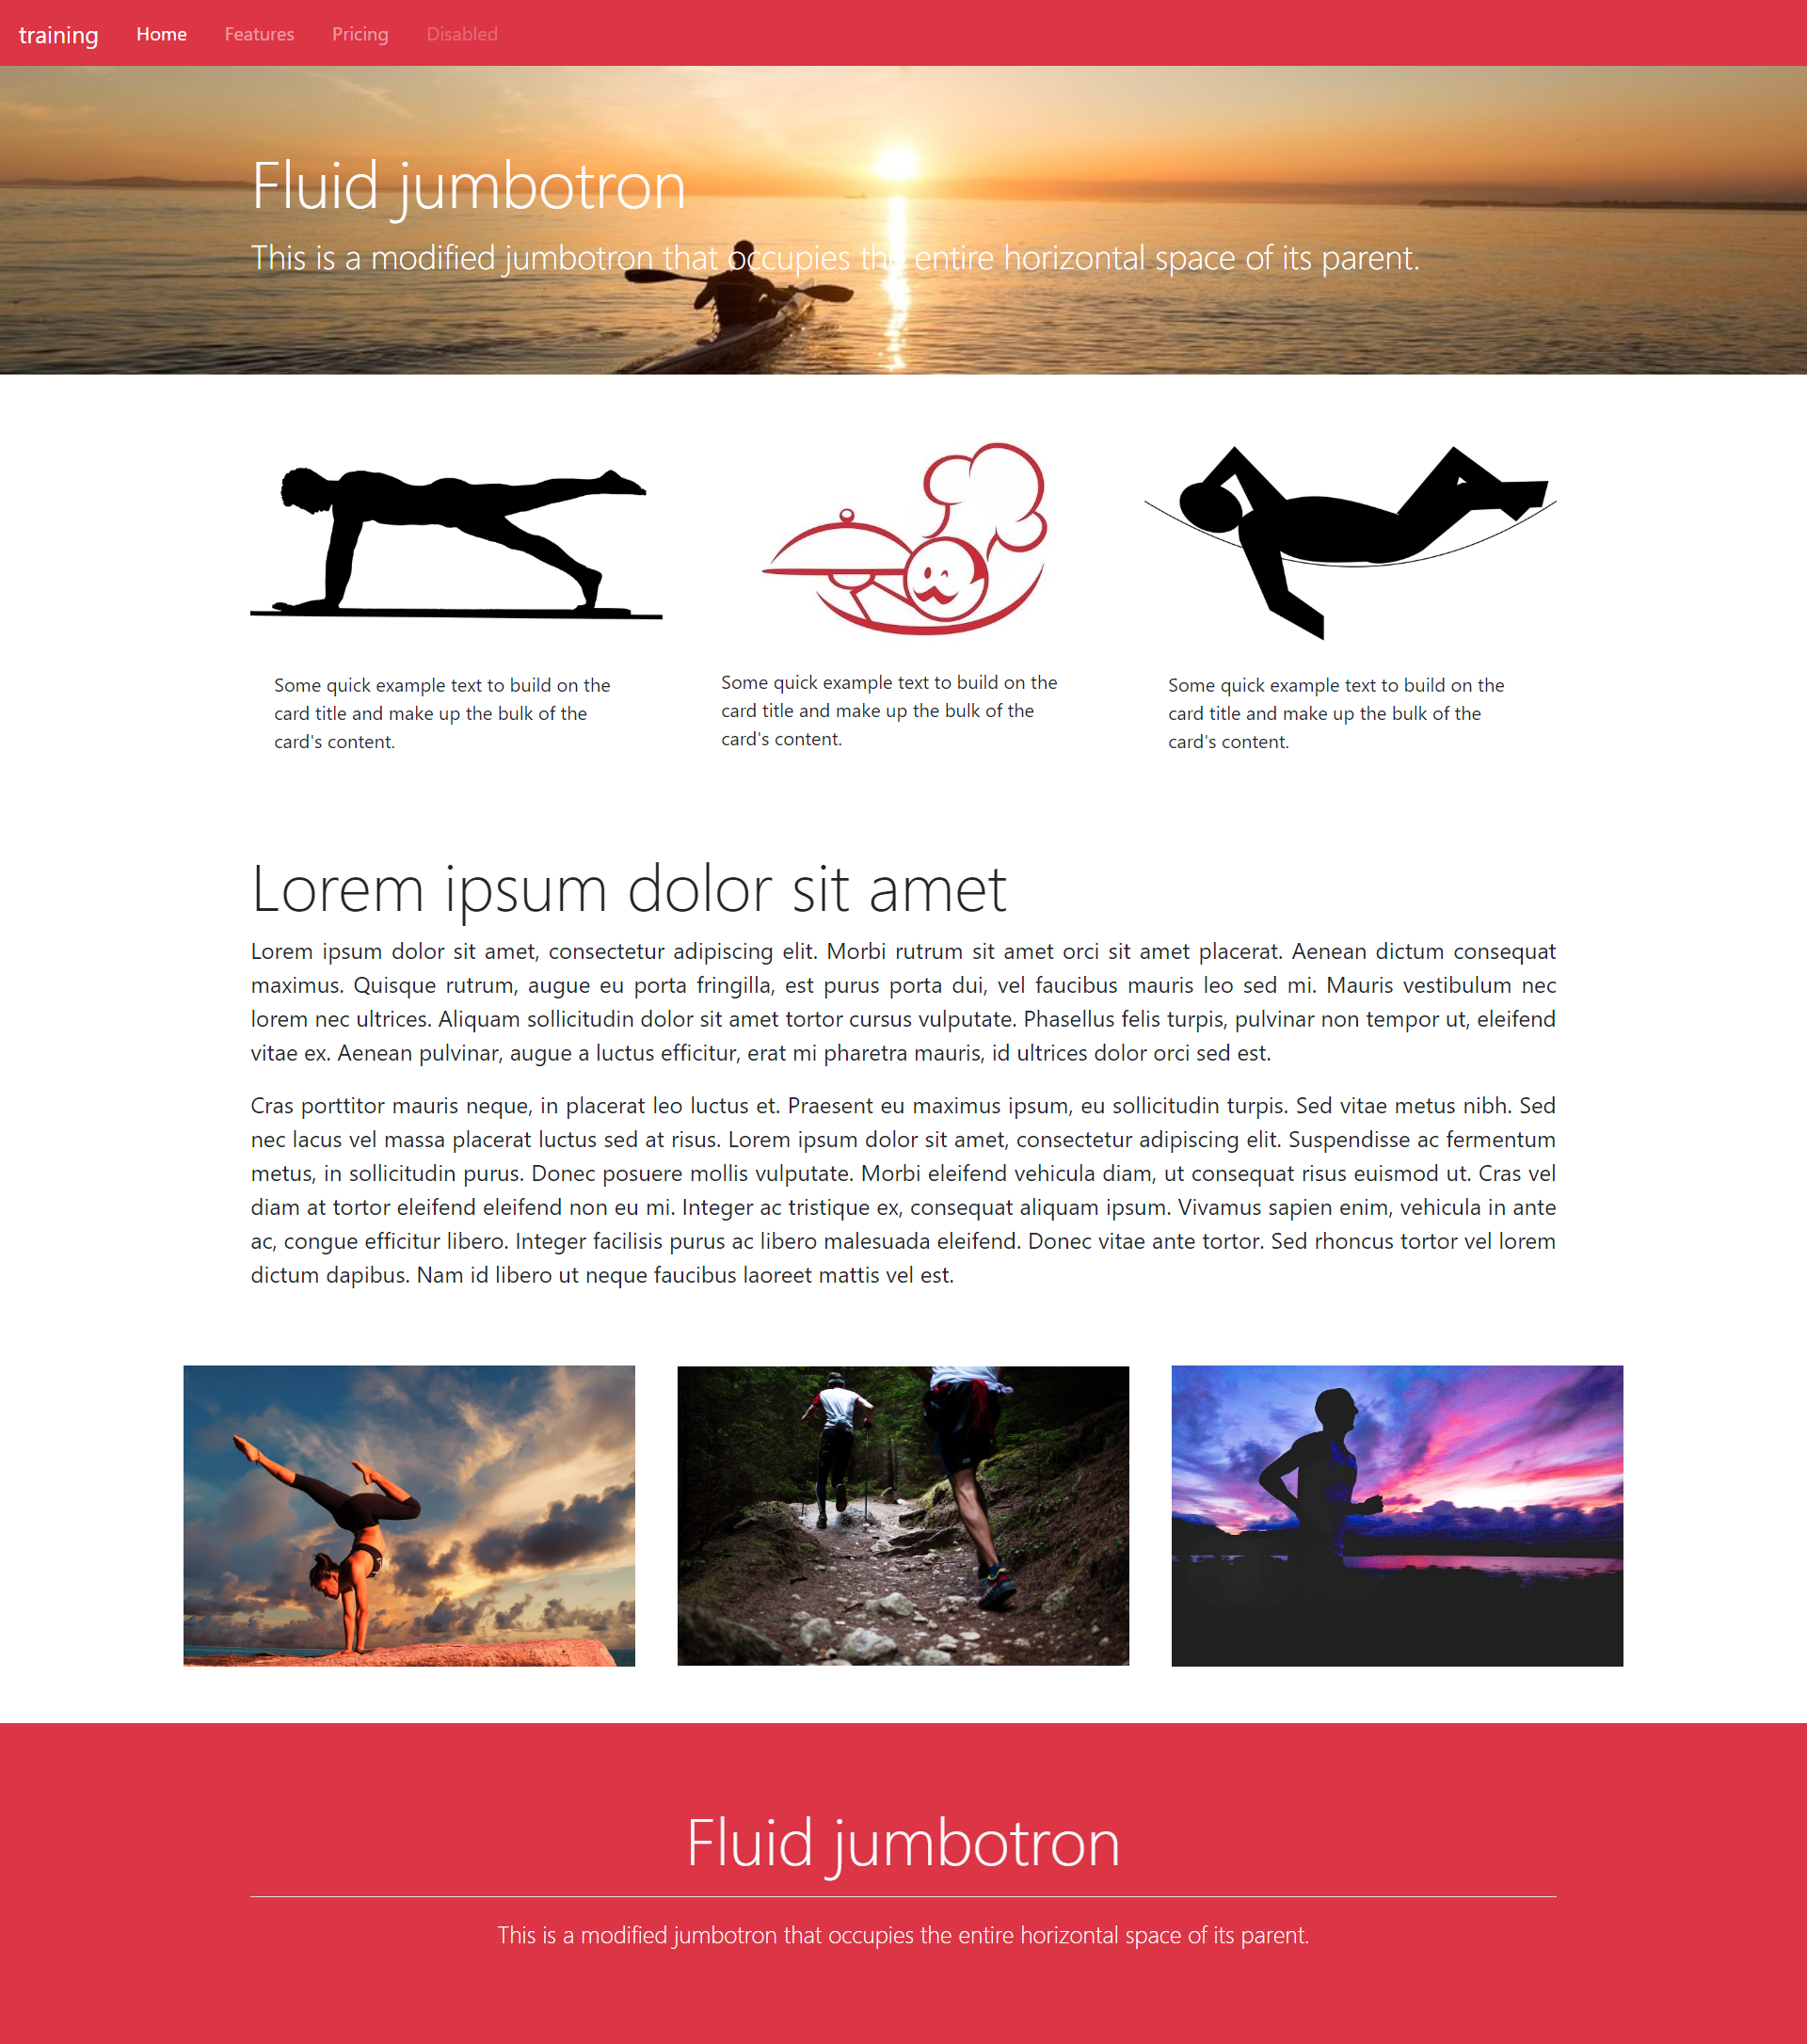 training Home Features Pricing Disabled
Fluid jumbotron
This is a modified jumbotron that occupies the entire horizontal space of its parent.
Some quick example text to build on the
card title and make up the bulk of the
card's content.
Some quick example text to build on the
card title and make up the bulk of the
card's content.
Some quick example text to build on the
card title and make up the bulk of the
card's content.
Lorem ipsum dolor sit amet
Lorem ipsum dolor sit amet, consectetur adipiscing elit. Morbi rutrum sit amet orci sit amet placerat. Aenean dictum consequat
maximus. Quisque rutrum, augue eu porta fringilla, est purus porta dui, vel faucibus mauris leo sed mi. Mauris vestibulum nec
lorem nec ultrices. Aliquam sollicitudin dolor sit amet tortor cursus vulputate. Phasellus felis turpis, pulvinar non tempor ut, eleifend
vitae ex. Aenean pulvinar, augue a luctus efficitur, erat mi pharetra mauris, id ultrices dolor orci sed est.
Cras porttitor mauris neque, in placerat leo luctus et. Praesent eu maximus ipsum, eu sollicitudin turpis. Sed vitae metus nibh. Sed
nec lacus vel massa placerat luctus sed at risus. Lorem ipsum dolor sit amet, consectetur adipiscing elit. Suspendisse ac fermentum
metus, in sollicitudin purus. Donec posuere mollis vulputate. Morbi eleifend vehicula diam, ut consequat risus euismod ut. Cras vel
diam at tortor eleifend eleifend non eu mi. Integer ac tristique ex, consequat aliquam ipsum. Vivamus sapien enim, vehicula in ante
ac, congue efficitur libero. Integer facilisis purus ac libero malesuada eleifend. Donec vitae ante tortor. Sed rhoncus tortor vel lorem
dictum dapibus. Nam id libero ut neque faucibus laoreet mattis vel est.
Fluid jumbotron
This is a modified jumbotron that occupies the entire horizontal space of its parent.